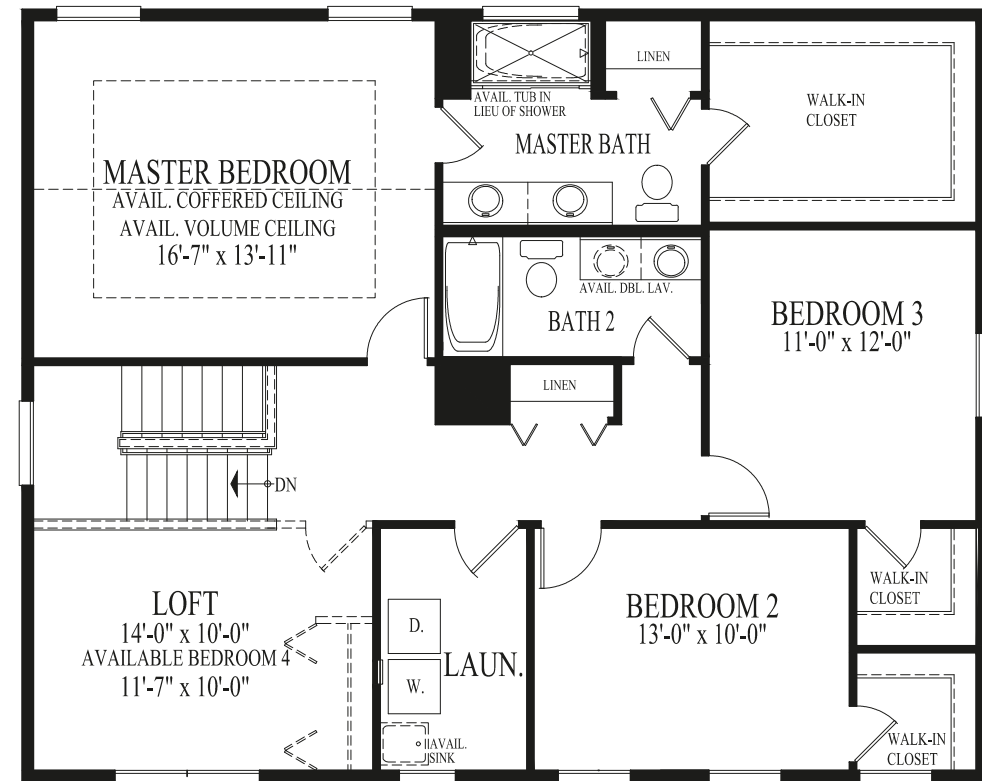 MASTER BEDROOM
AVAIL. COFFERED CEILING
AVAIL. VOLUME CEILING
16'-7" x 13'-11"
AVAIL. TUB IN
LIEU OF SHOWER
LINEN
MASTER BATH
WALK-IN
CLOSET
AVAIL. DBL. LAV.
BATH 2
BEDROOM 3
11'-0" x 12'-0"
LINEN
DN
LOFT
14'-0" x 10'-0"
AVAILABLE BEDROOM 4
11'-7" x 10'-0"
D.
W.
LAUN.
AVAIL.
SINK
BEDROOM 2
13'-0" x 10'-0"
WALK-IN
CLOSET
WALK-IN
CLOSET